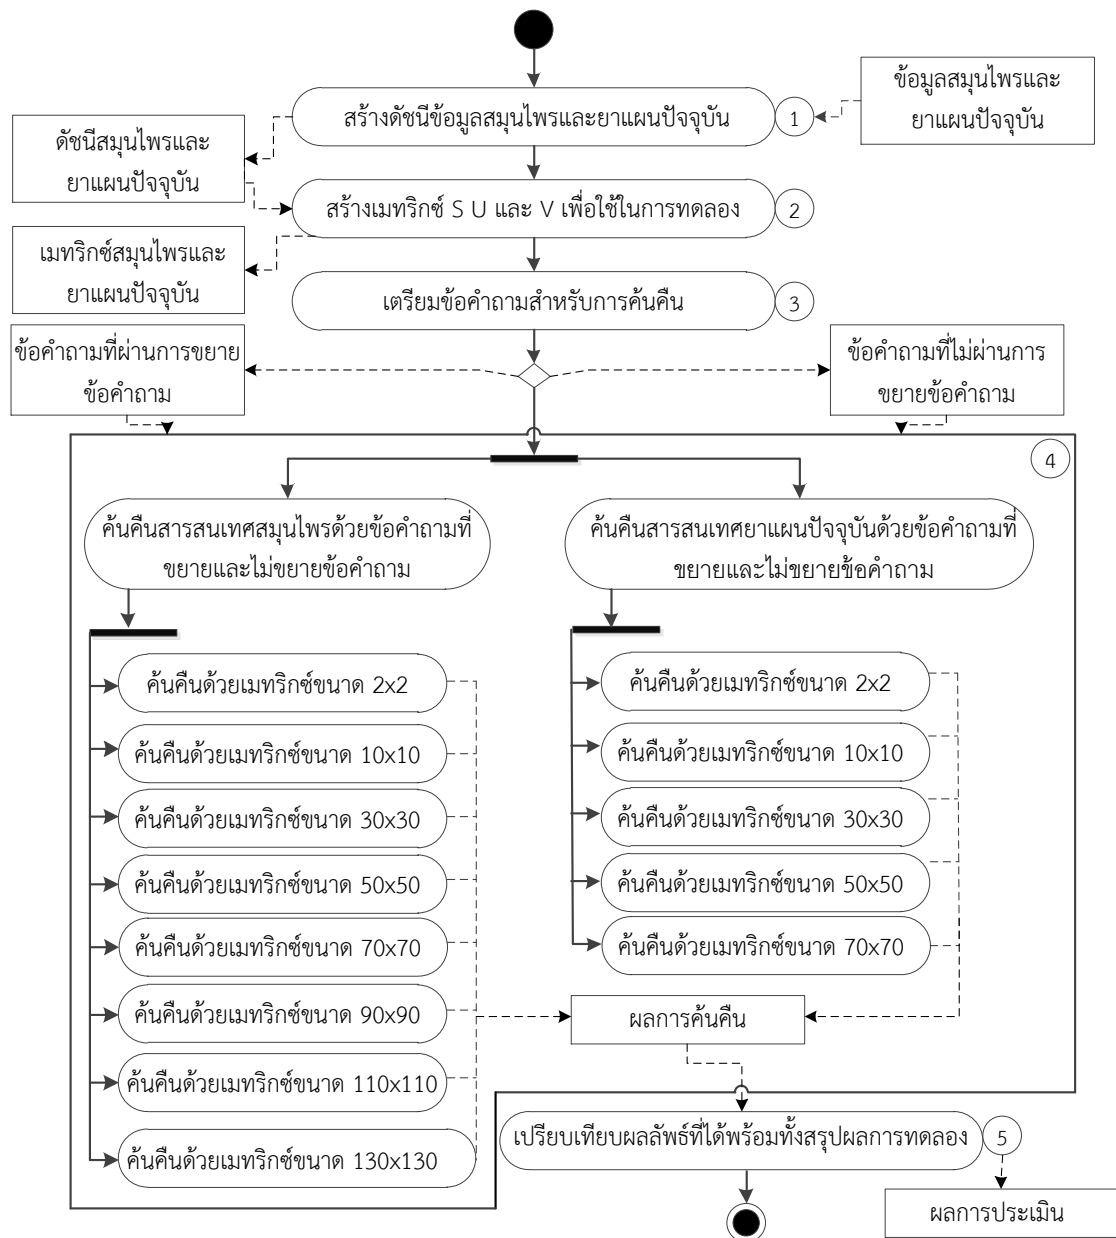 ข้อมูลสมุนไพรและ
ยาแผนปัจจุบัน
สร้างดัชนีข้อมูลสมุนไพรและยาแผนปัจจุบัน
1
ดัชนีสมุนไพรและ
ยาแผนปัจจุบัน
สร้างเมทริกซ์ S U และ V เพื่อใช้ในการทดลอง
2
เมทริกซ์สมุนไพรและ
ยาแผนปัจจุบัน
เตรียมข้อคำถามสำหรับการค้นคืน
3
ข้อคำถามที่ผ่านการขยาย
ข้อคำถาม
ข้อคำถามที่ไม่ผ่านการ
ขยายข้อคำถาม
4
ค้นคืนสารสนเทศสมุนไพรด้วยข้อคำถามที่
ขยายและไม่ขยายข้อคำถาม
ค้นคืนสารสนเทศยาแผนปัจจุบันด้วยข้อคำถามที่
ขยายและไม่ขยายข้อคำถาม
ค้นคืนด้วยเมทริกซ์ขนาด 2x2
ค้นคืนด้วยเมทริกซ์ขนาด 10x10
ค้นคืนด้วยเมทริกซ์ขนาด 30x30
ค้นคืนด้วยเมทริกซ์ขนาด 50x50
ค้นคืนด้วยเมทริกซ์ขนาด 70x70
ค้นคืนด้วยเมทริกซ์ขนาด 90x90
ค้นคืนด้วยเมทริกซ์ขนาด 110x110
ค้นคืนด้วยเมทริกซ์ขนาด 130x130
ค้นคืนด้วยเมทริกซ์ขนาด 2x2
ค้นคืนด้วยเมทริกซ์ขนาด 10x10
ค้นคืนด้วยเมทริกซ์ขนาด 30x30
ค้นคืนด้วยเมทริกซ์ขนาด 50x50
ค้นคืนด้วยเมทริกซ์ขนาด 70x70
ผลการค้นคืน
เปรียบเทียบผลลัพธ์ที่ได้พร้อมทั้งสรุปผลการทดลอง
5
ผลการประเมิน